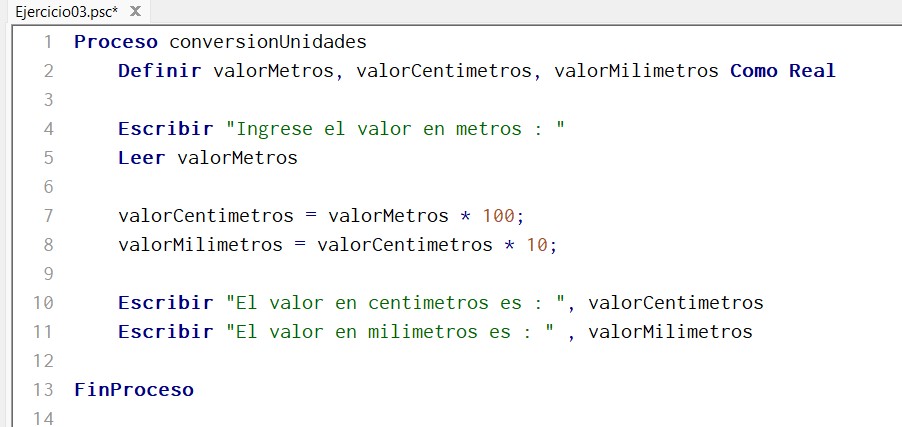 Ejercicio03.psc* X
1 Proceso conversionUnidades
2 Definir valorMetros, valorCentimetros, valorMilimetros Como Real
3
4 Escribir "Ingrese el valor en metros : "
5 Leer valorMetros
6
7 valorCentimetros = valorMetros * 100;
8 valorMilimetros = valorCentimetros * 10;
9
10 Escribir "El valor en centimetros es : ", valorCentimetros
11 Escribir "El valor en milimetros es : " , valorMilimetros
12
13 FinProceso
14